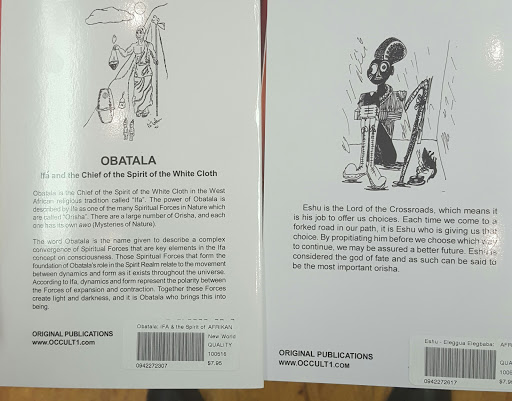 OBATALA
Ifa and the Chief of the Spirit of the White Cloth
Obatala is the Chief of the Spirit of the White Cloth in the West
African religious tradition called "Ifa". The power of Obatala is
described by Ifa as one of the many Spiritual Forces in Nature which
are called "Orisha". There are a large number of Orisha, and each
one has its own awo (Mysteries of Nature).
The word Obatala is the name given to describe a complex
convergence of Spiritual Forces that are key elements in the Ifa
concept on consciousness. Those Spiritual Forces that form the
foundation of Obatala's role in the Spirit Realm relate to the movement
between dynamics and form as it exists throughout the universe.
According to Ifa, dynamics and form represent the polarity between
the Forces of expansion and contraction. Together these Forces
create light and darkness, and it is Obatala who brings this into
being.
ORIGINAL PUBLICATIONS
www.OCCULT1.com
Obatala: IFA & the Spirit of AFRIKAN
New World
QUALITY
100516
0942272307
$7.95
Eshu is the Lord of the Crossroads, which means it
is his job to offer us choices. Each time we come to a
forked road in our path, it is Eshu who is giving us that
choice. By propitiating him before we choose which way
to continue, we may be assured a better future. Eshu is
considered the god of fate and as such can be said to
be the most important orisha.
ORIGINAL PUBLICATIONS
www.OCCULT1.com
Eshu - Eleggua Elegbaba: AFRI
New
QUAL
1005
0942272617
$7.95